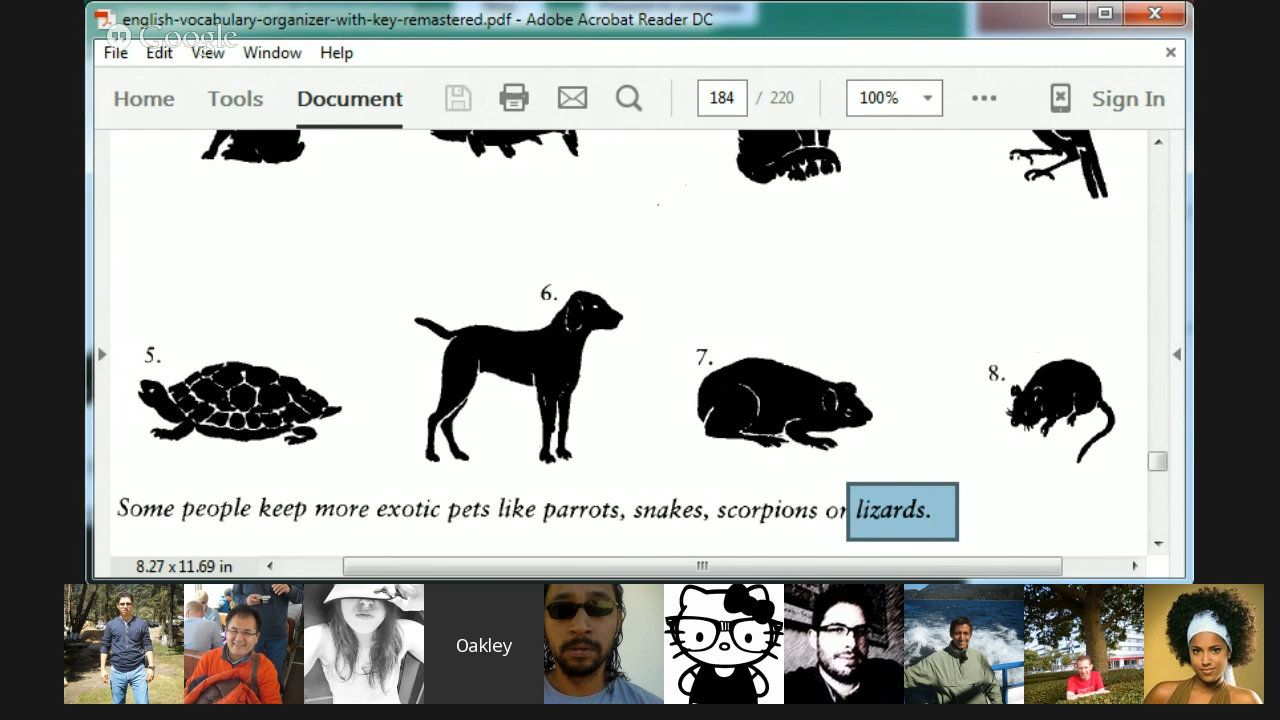 english-vocabulary-organizer-with-key-remastered.pdf - Adobe Acrobat Reader DC
Google
File Edit View Window Help
Home Tools Document 184 / 220 100% Sign In
6.
5. 7. 8.
Some people keep more exotic pets like parrots, snakes, scorpions or lizards.
8.27 x 11.69 in
Oakley